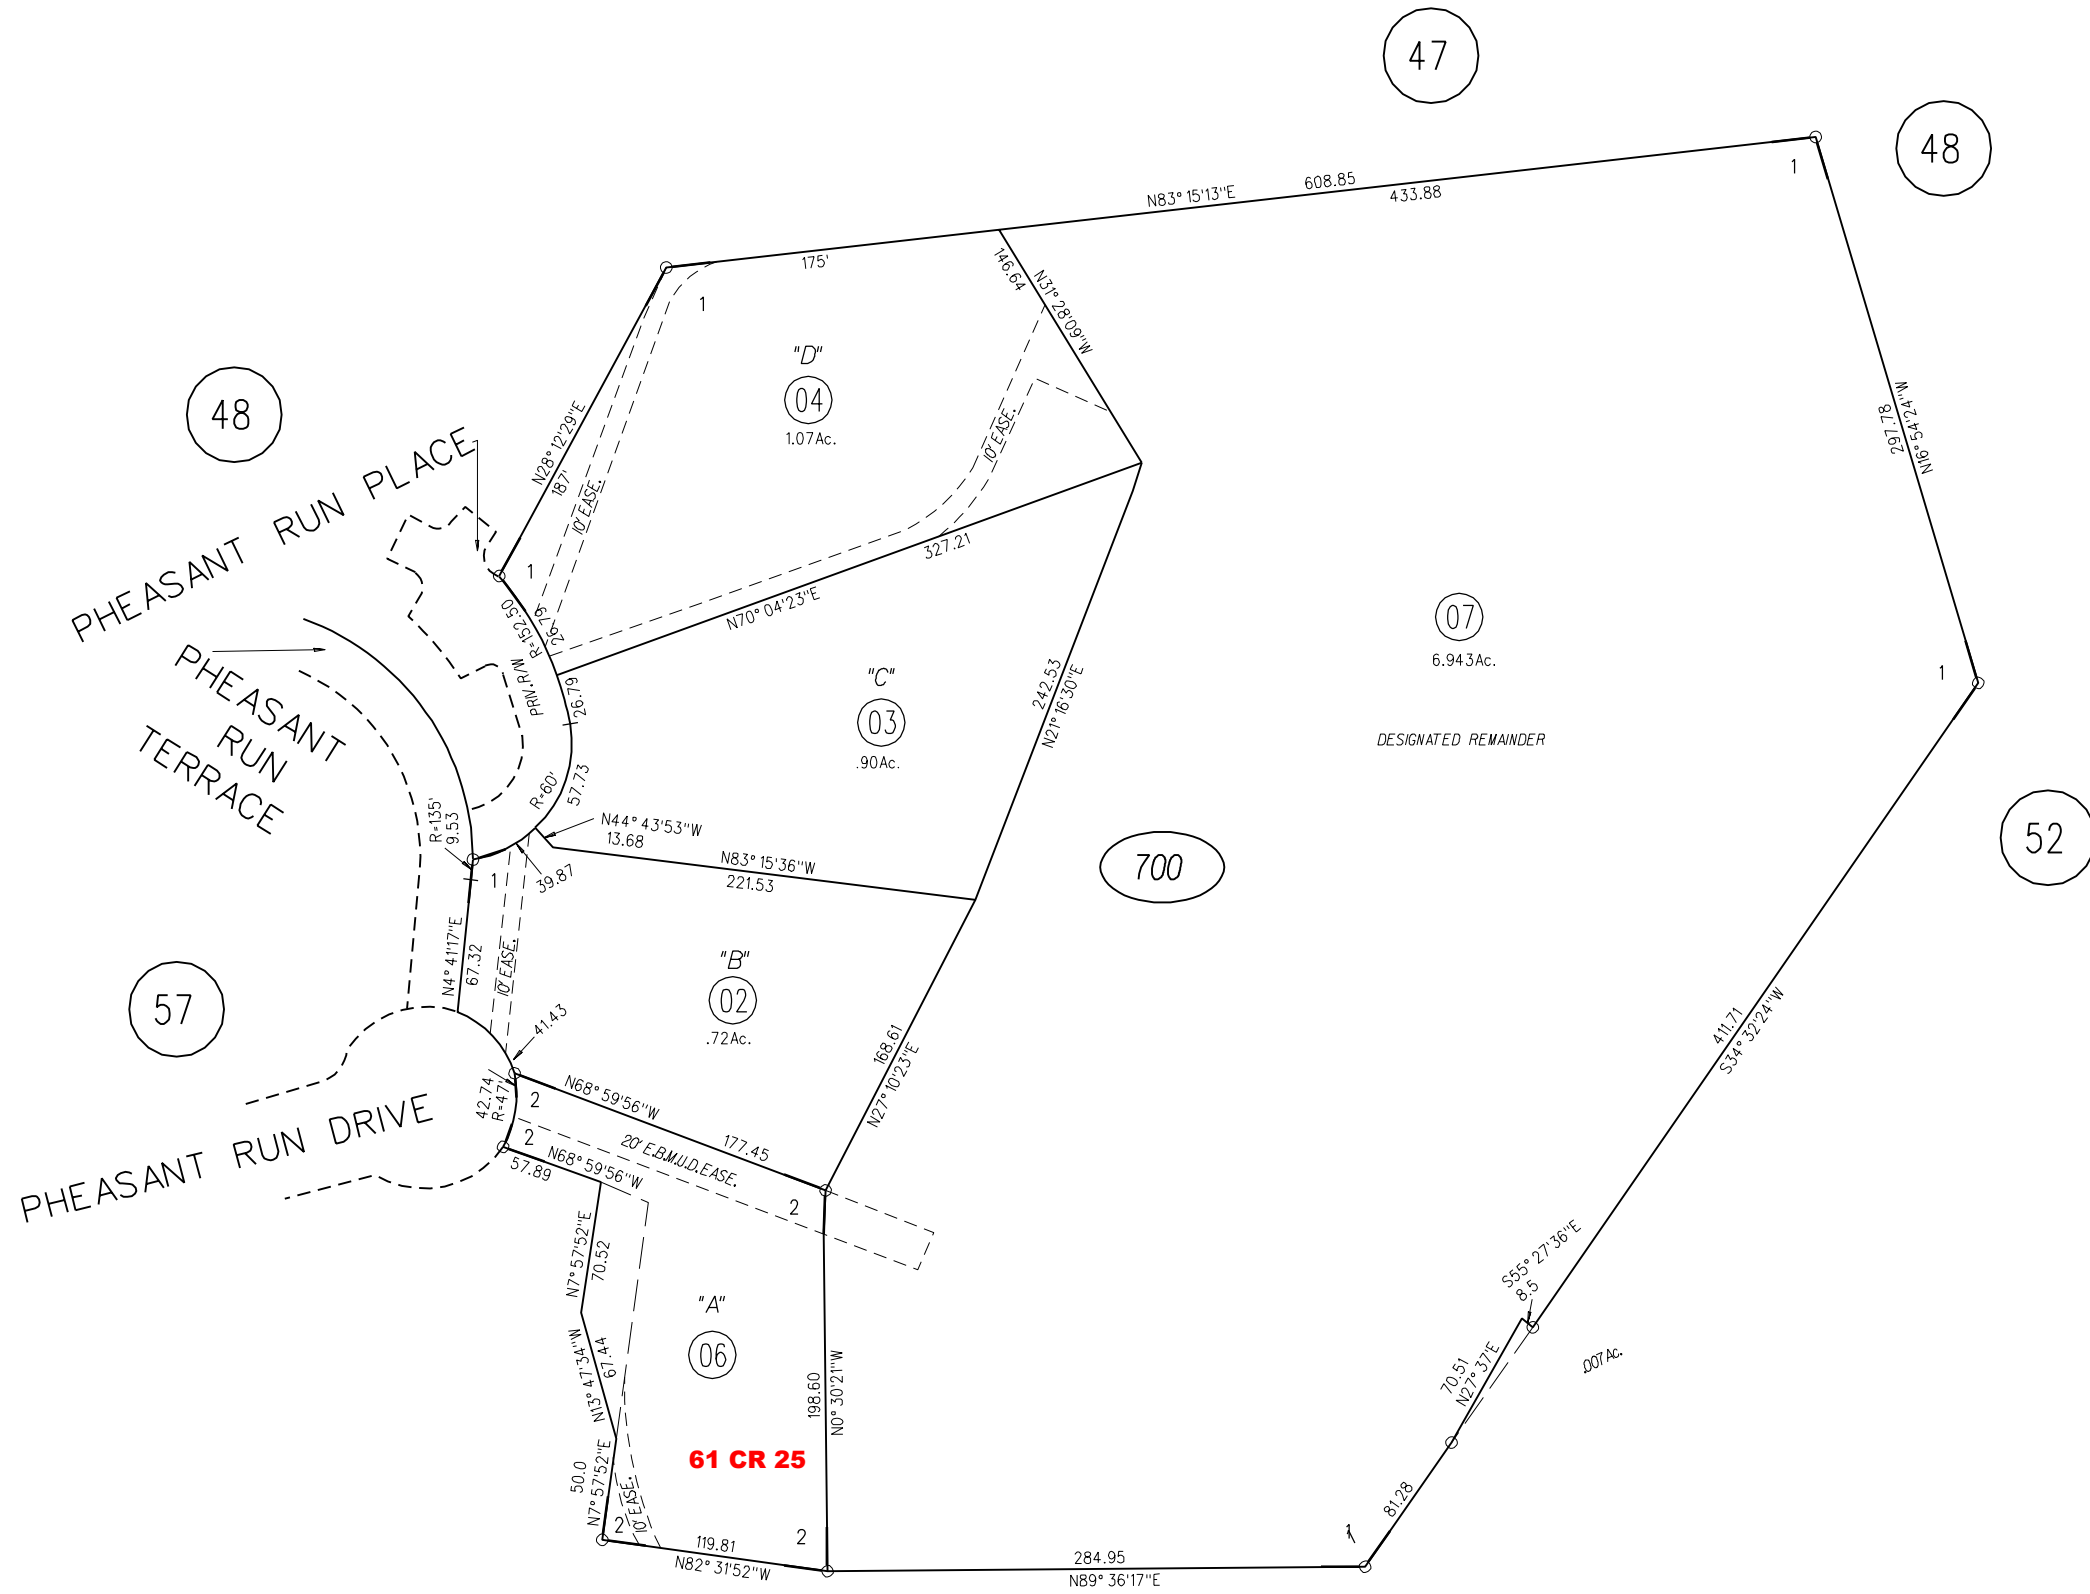 47
48
N83°15'13"E
608.85
433.88
1
175'
1
146.64
N31°28'09"W
"D"
04
1.07Ac.
N28°12'29"E
187'
10' EASE.
10' EASE.
N16°54'24"W
297.78
48
PHEASANT RUN PLACE
1
R=152.50
26.79
327.21
N70°04'23"E
07
6.943Ac.
DESIGNATED REMAINDER
1
PHEASANT
RUN
TERRACE
PRIV.R/W
26.79
"C"
03
.90Ac.
242.53
N21°16'30"E
R=60'
57.73
R=135'
9.53
N44°43'53"W
13.68
N83°15'36"W
221.53
39.87
1
700
52
N4°41'17"E
67.32
10' EASE.
"B"
02
.72Ac.
57
41.43
168.61
N27°10'23"E
411.71
S34°32'24"W
42.74
R=47'
2
N68°59'56"W
177.45
20' E.B.M.U.D.EASE.
PHEASANT RUN DRIVE
2
N68°59'56"W
57.89
2
N7°57'52"E
70.52
"A"
06
S55°27'36"E
8.5
N13°47'34"W
67.44
198.60
N0°30'21"W
70.51
N27°37'E
.007Ac.
61 CR 25
50.0
N7°57'52"E
10' EASE.
2
2
119.81
N82°31'52"W
81.28
1
284.95
N89°36'17"E